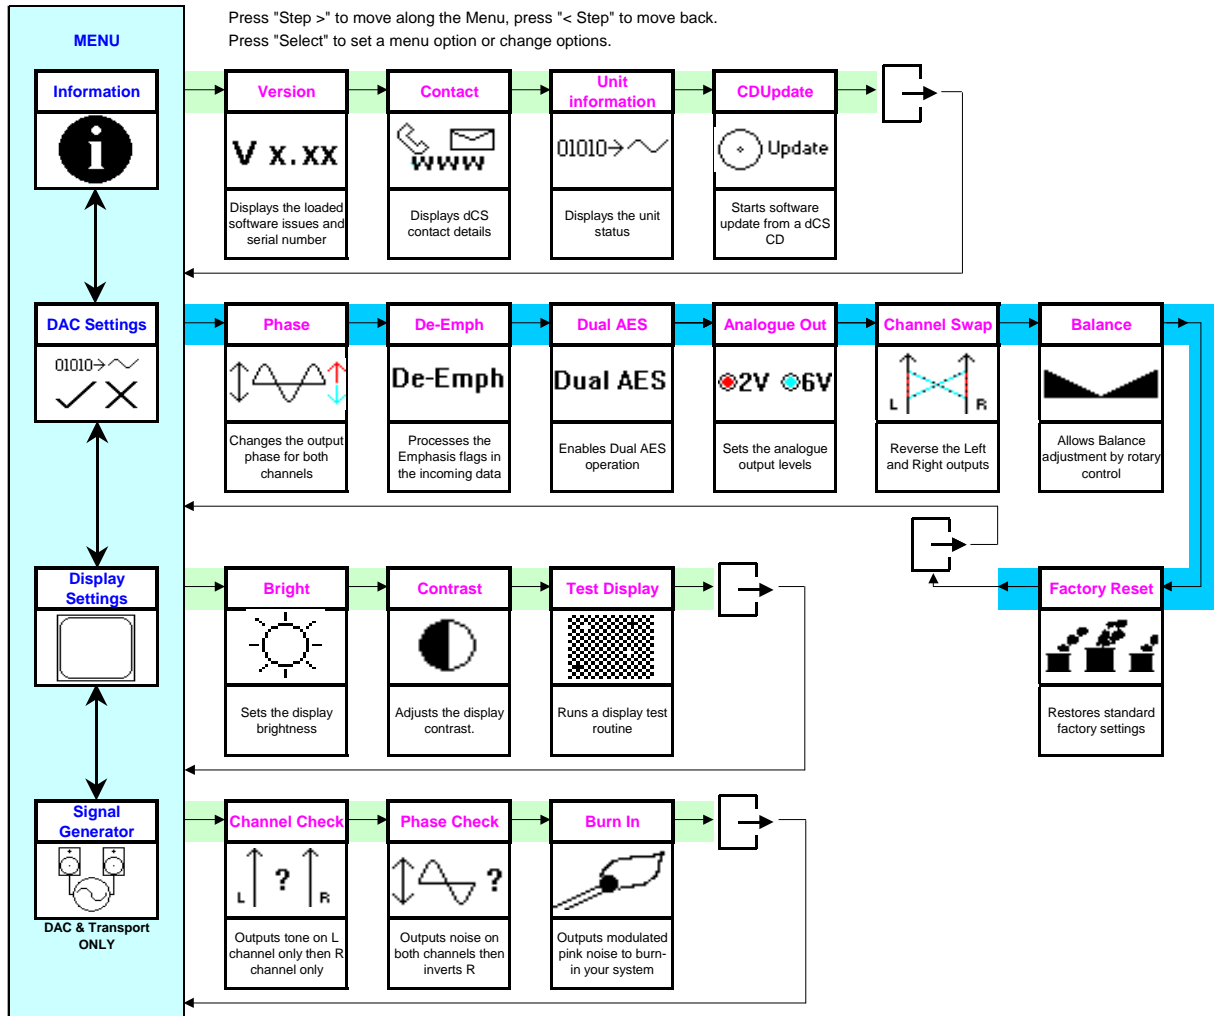 Press "Step >" to move along the Menu, press "< Step" to move back.
Press "Select" to set a menu option or change options.
MENU
Information
i
Version
V x.xx
Displays the loaded
software issues and
serial number
Contact
www
Displays dCS
contact details
Unit
information
01010→
Displays the unit
status
CDUpdate
Update
Starts software
update from a dCS
CD
DAC Settings
01010→
Phase
Changes the output
phase for both
channels
De-Emph
De-Emph
Processes the
Emphasis flags in
the incoming data
Dual AES
Dual AES
Enables Dual AES
operation
Analogue Out
2V 6V
Sets the analogue
output levels
Channel Swap
L R
Reverse the Left
and Right outputs
Balance
Allows Balance
adjustment by rotary
control
Factory Reset
Restores standard
factory settings
Display
Settings
Bright
Sets the display
brightness
Contrast
Adjusts the display
contrast.
Test Display
Runs a display test
routine
Signal
Generator
DAC & Transport
ONLY
Channel Check
L ? R
Outputs tone on L
channel only then R
channel only
Phase Check
?
Outputs noise on
both channels then
inverts R
Burn In
Outputs modulated
pink noise to burn-
in your system